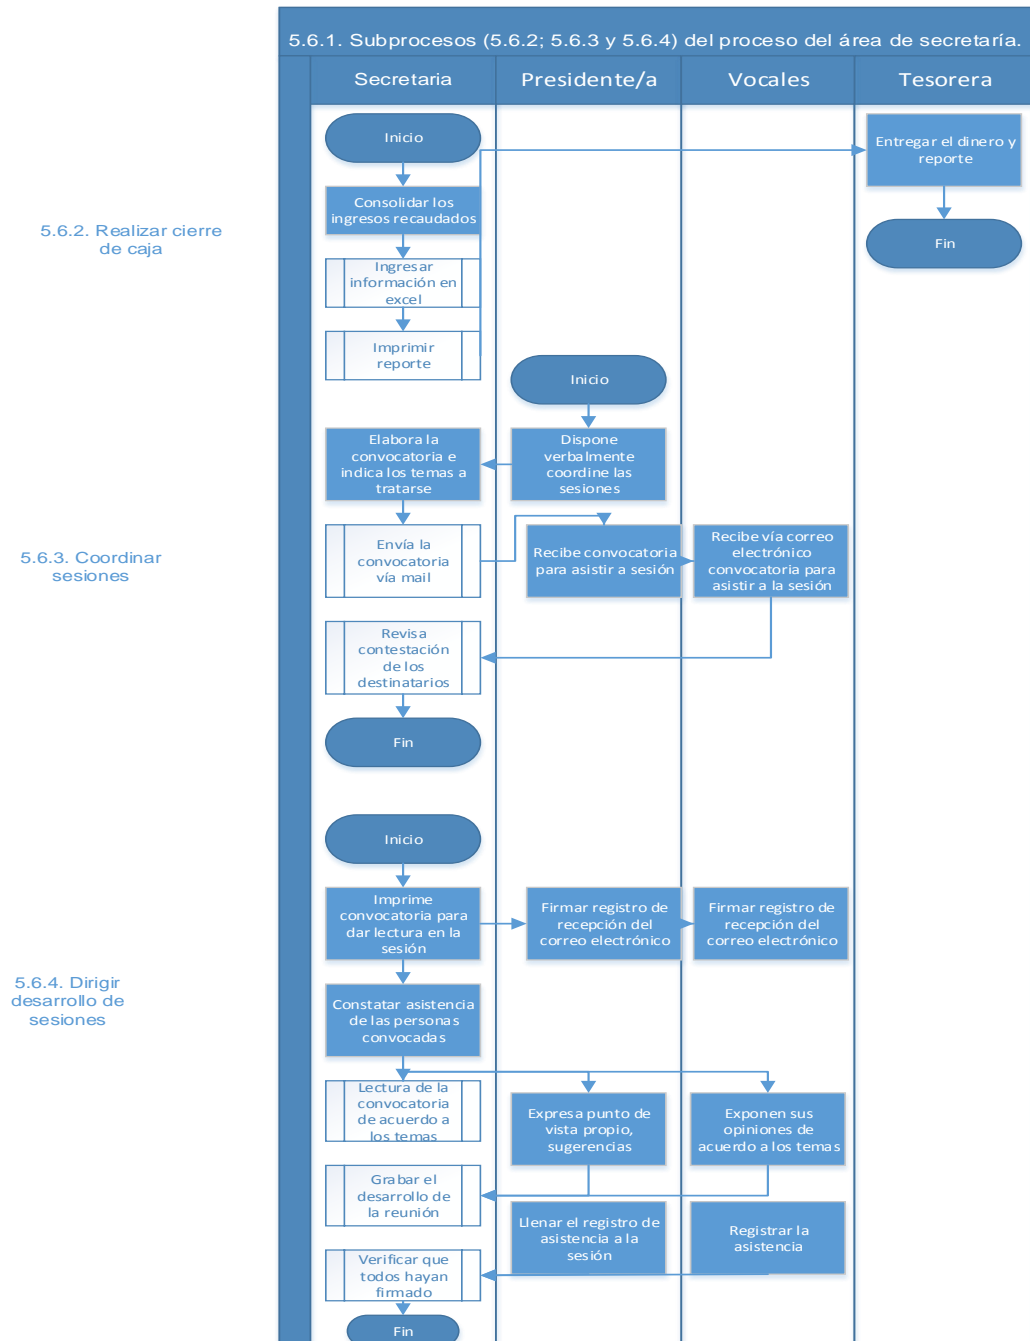 5.6.1. Subprocesos (5.6.2; 5.6.3 y 5.6.4) del proceso del área de secretaría.
Secretaria
Presidente/a
Vocales
Tesorera
5.6.2. Realizar cierre
de caja
Inicio
Consolidar los
ingresos recaudados
Ingresar
información en
excel
Imprimir
reporte
Entregar el dinero y
reporte
Fin
5.6.3. Coordinar
sesiones
Inicio
Dispone
verbalmente
coordine las
sesiones
Elabora la
convocatoria e
indica los temas a
tratarse
Envía la
convocatoria
vía mail
Recibe convocatoria
para asistir a sesión
Recibe vía correo
electrónico
convocatoria para
asistir a la sesión
Revisa
contestación
de los
destinatarios
Fin
5.6.4. Dirigir
desarrollo de
sesiones
Inicio
Imprime
convocatoria para
dar lectura en la
sesión
Firmar registro de
recepción del
correo electrónico
Firmar registro de
recepción del
correo electrónico
Constatar asistencia
de las personas
convocadas
Lectura de la
convocatoria
de acuerdo a
los temas
Expresa punto de
vista propio,
sugerencias
Exponen sus
opiniones de
acuerdo a los temas
Grabar el
desarrollo de
la reunión
Llenar el registro de
asistencia a la
sesión
Registrar la
asistencia
Verificar que
todos hayan
firmado
Fin